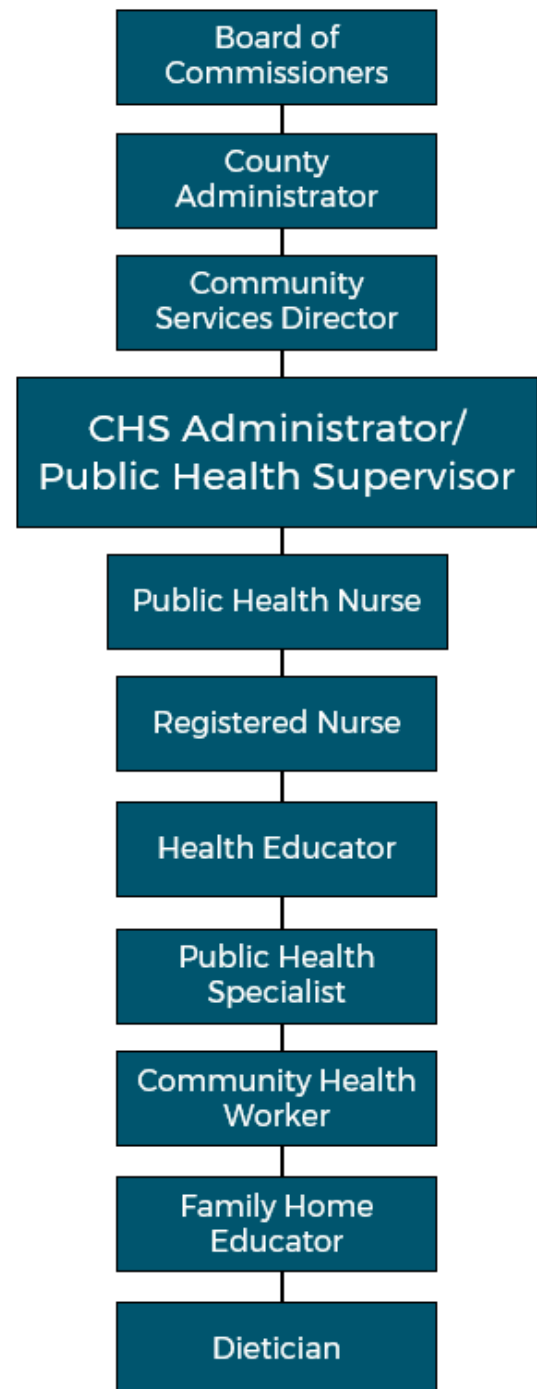 Board of
Commissioners
County
Administrator
Community
Services Director
CHS Administrator/
Public Health Supervisor
Public Health Nurse
Registered Nurse
Health Educator
Public Health
Specialist
Community Health
Worker
Family Home
Educator
Dietician